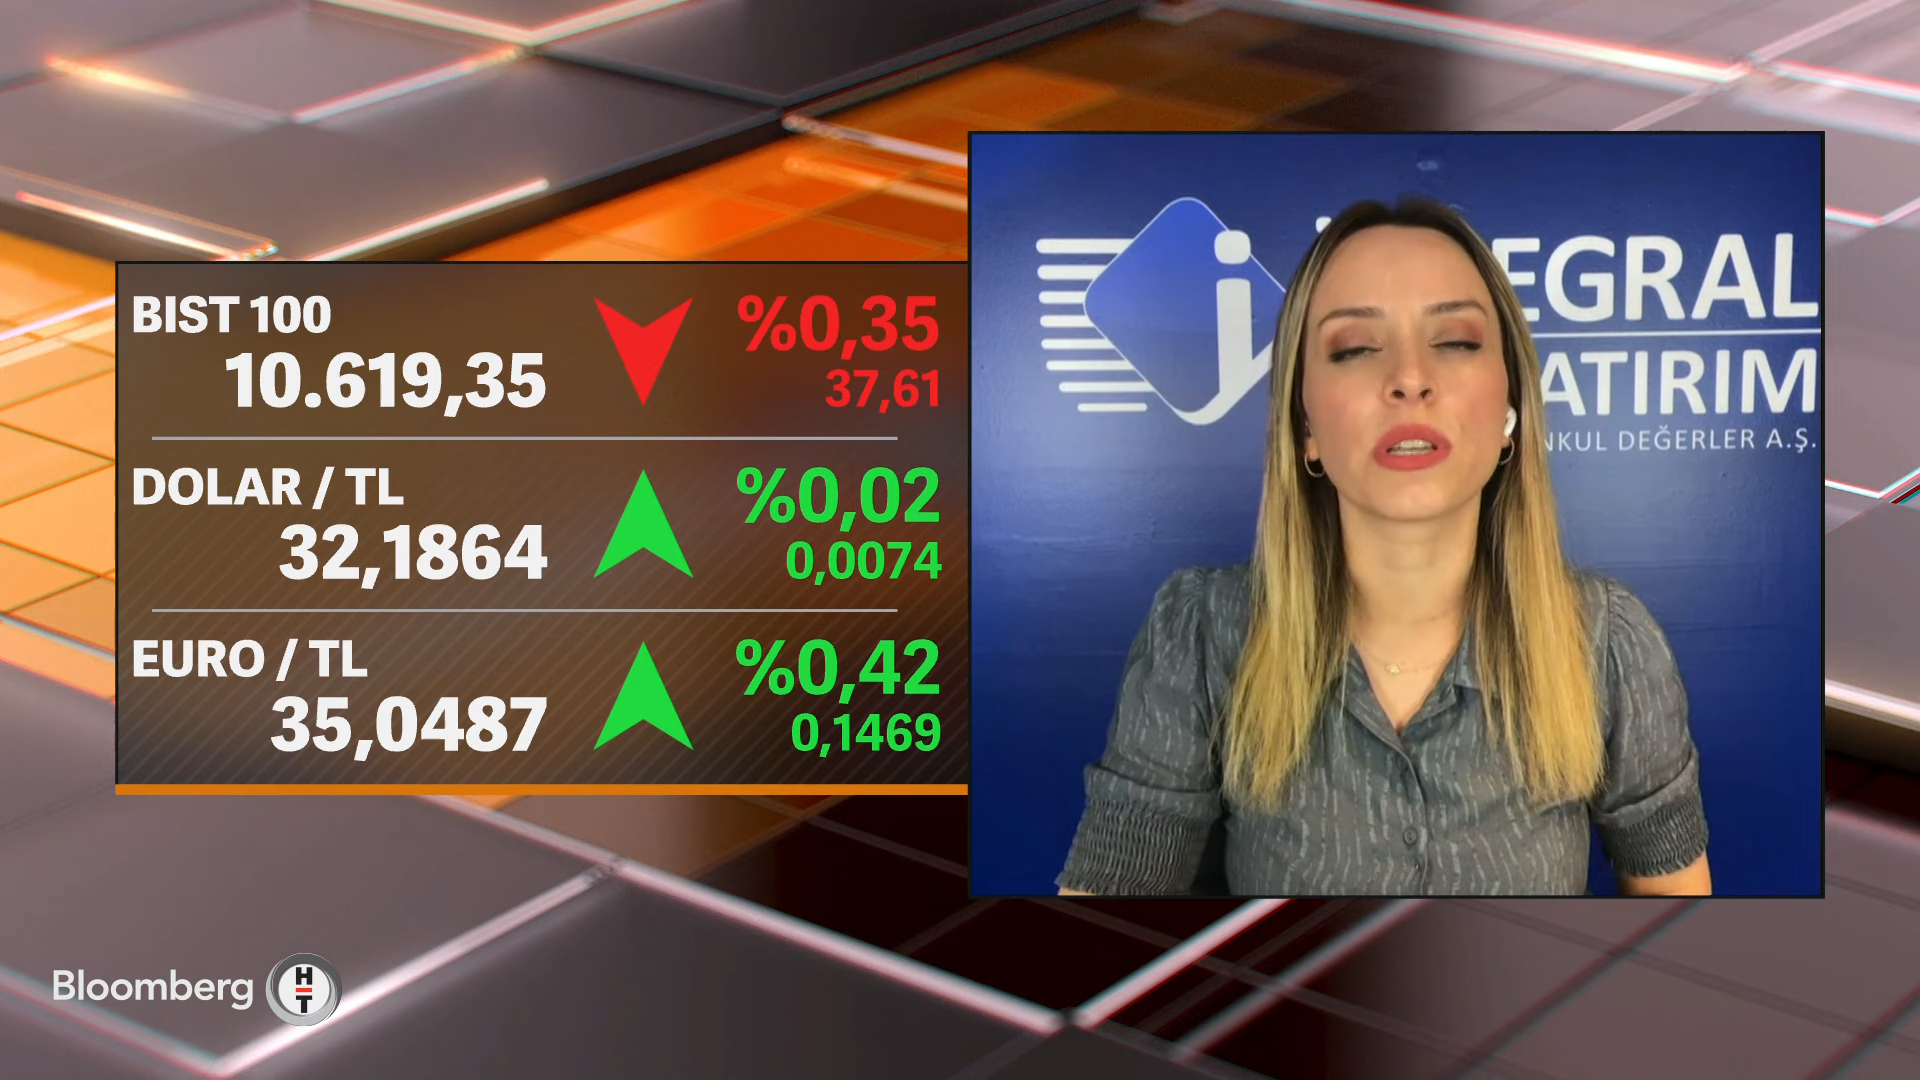 BIST 100
10.619,35
%0,35
37,61
DOLAR / TL
32,1864
%0,02
0,0074
EURO / TL
35,0487
%0,42
0,1469
EGRAL
ATIRIM
NKUL DEĞERLER A.Ş.
Bloomberg HT